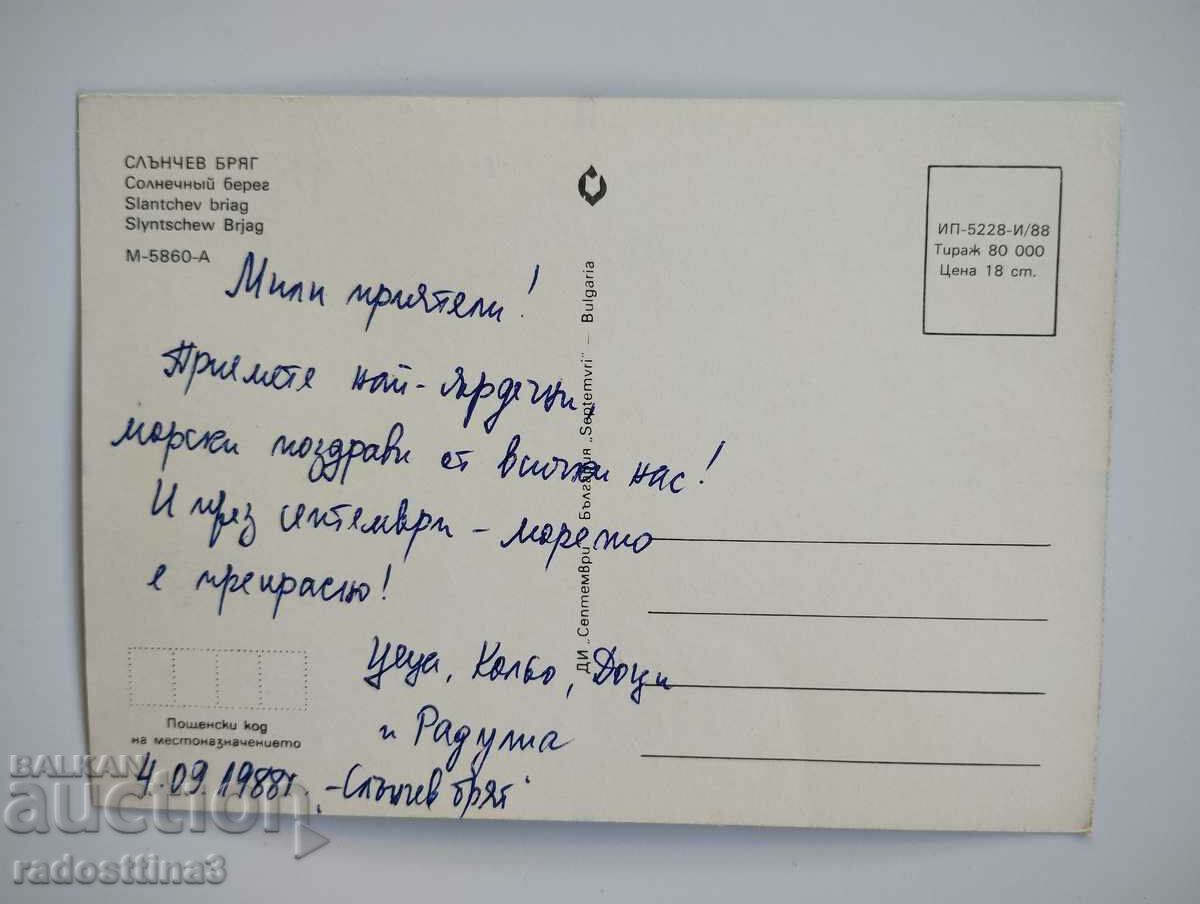 СЛЪНЧЕВ БРЯГ
Солнечный берег
Slantchev briag
Slyntschew Brjag
М-5860-А
ИП-5228-И/88
Тираж 80 000
Цена 18 ст.
ДИ „Септември" България „Septemvri" – Bulgaria
Мили приятели!
Приемете най-сърдечни,
морски поздрави от всички нас!
И през септември – морето
е прекрасно!
Цеца, Кольо, Доци
и Радума
4.09.1988г. – Слънчев бряг
Пощенски код
на местоназначението
BALKAN
auction
radosttina3